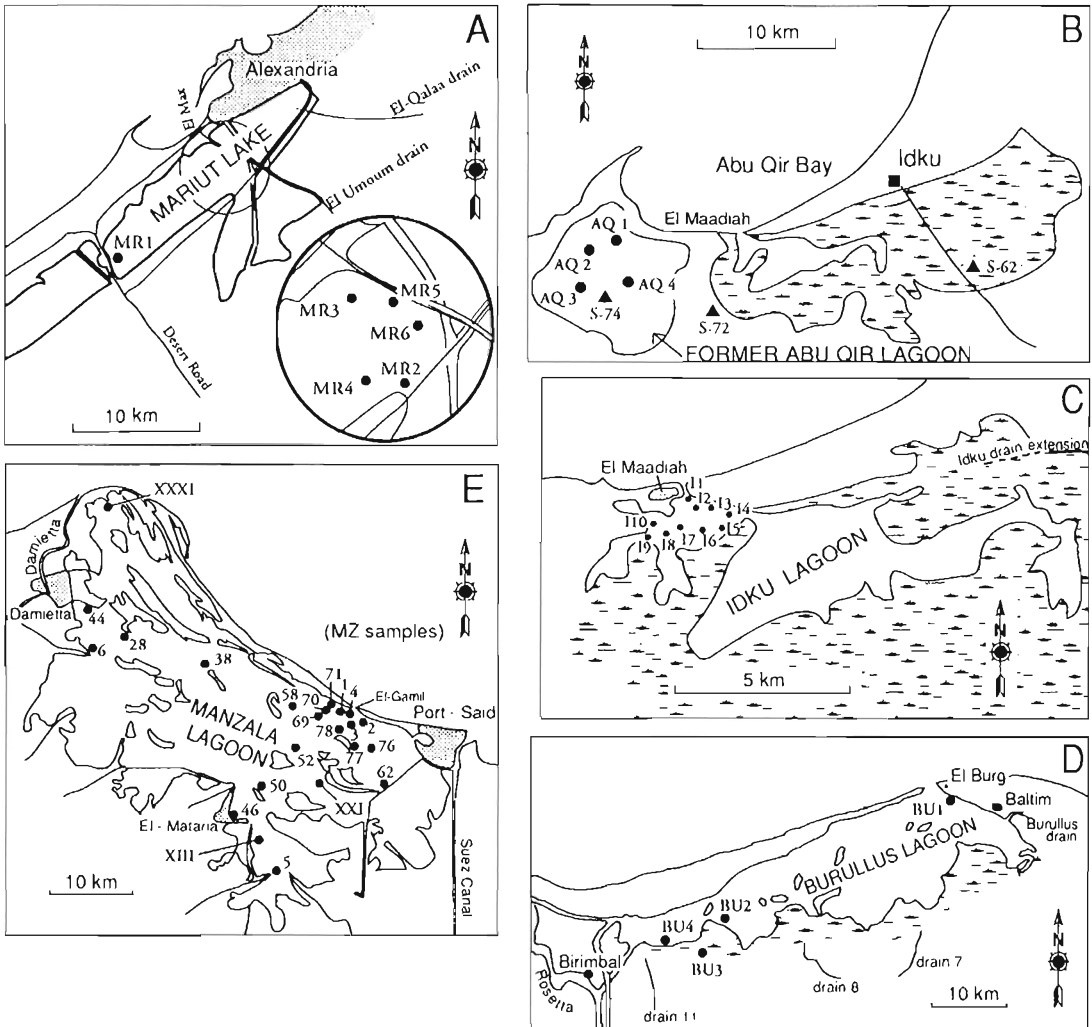 A
Alexandria
El Mex
El-Qalaa drain
N
MARIUT LAKE
El Umoum drain
MR1
MR5
MR3
MR6
MR2
MR4
Desert Road
10 km
B
10 km
N
Abu Qir Bay
Idku
El Maadiah
AQ 1
AQ 2
AQ 3
AQ 4
S-74
S-72
S-62
FORMER ABU QIR LAGOON
C
Idku drain extension
El Maadiah
I1
I2
I3
I4
I5
I6
I7
I8
I9
I10
IDKU LAGOON
N
5 km
E
XXXI
Damietta
Damietta
N
44
6
28
38
(MZ samples)
71
1
4
70
58
69
El-Gamil
Port-Said
MANZALA
LAGOON
78
2
52
77
76
50
62
46
XXI
El-Mataria
XIII
5
10 km
Suez Canal
D
El Burg
BU1
Baltim
Burullus
drain
BURULLUS LAGOON
BU2
BU4
BU3
Birimbal
Rosetta
drain 11
drain 8
drain 7
N
10 km